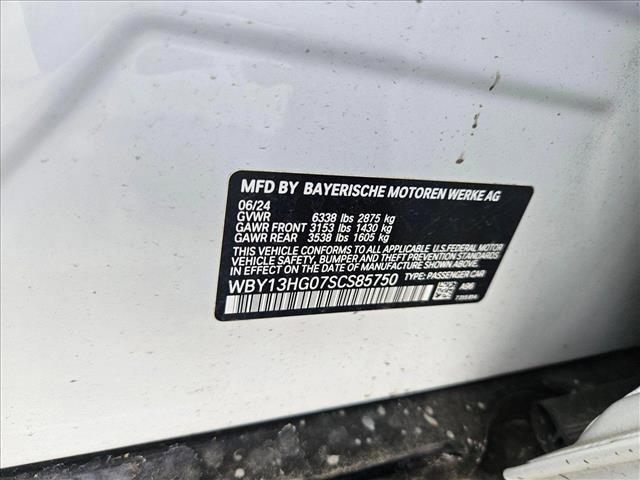 MFD BY BAYERISCHE MOTOREN WERKE AG
06/24
GVWR 6338 lbs 2875 kg
GAWR FRONT 3153 lbs 1430 kg
GAWR REAR 3538 lbs 1605 kg
THIS VEHICLE CONFORMS TO ALL APPLICABLE U.S.FEDERAL MOTOR
VEHICLE SAFETY, BUMPER AND THEFT PREVENTION STANDARDS
IN EFFECT ON THE DATE OF MANUFACTURE SHOWN ABOVE.
WBY13HG07SCS85750 TYPE: PASSENGER CAR
A96